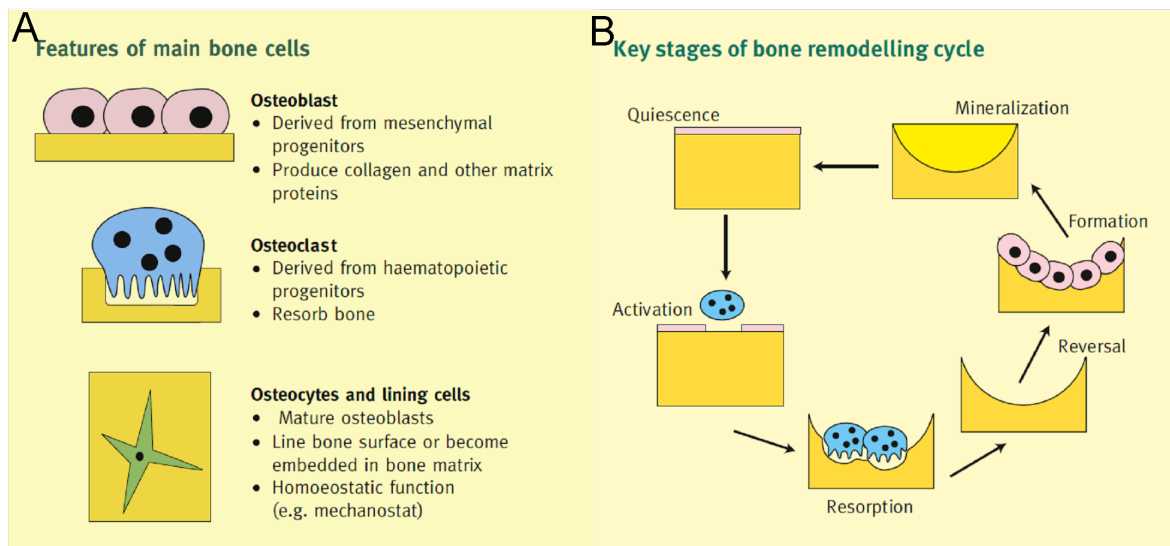 A
Features of main bone cells
Osteoblast
• Derived from mesenchymal
progenitors
• Produce collagen and other matrix
proteins
Osteoclast
• Derived from haematopoietic
progenitors
• Resorb bone
Osteocytes and lining cells
• Mature osteoblasts
• Line bone surface or become
embedded in bone matrix
• Homoeostatic function
(e.g. mechanostat)
B
Key stages of bone remodelling cycle
Quiescence
Activation
Resorption
Reversal
Formation
Mineralization